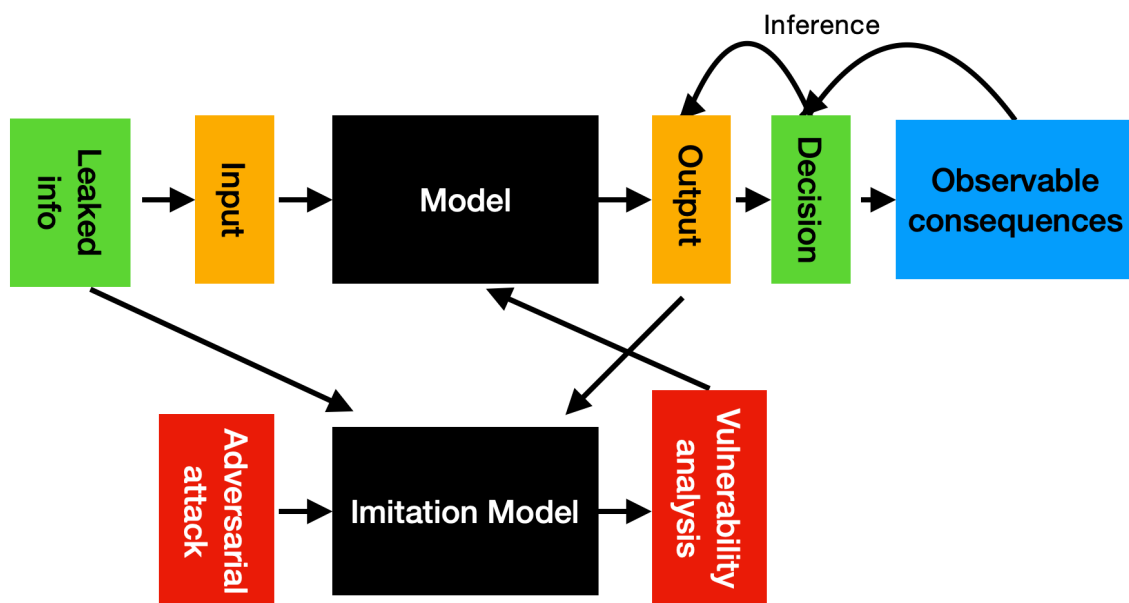 Inference
Leaked
info
Input
Model
Output
Decision
Observable
consequences
Adversarial
attack
Imitation Model
Vulnerability
analysis